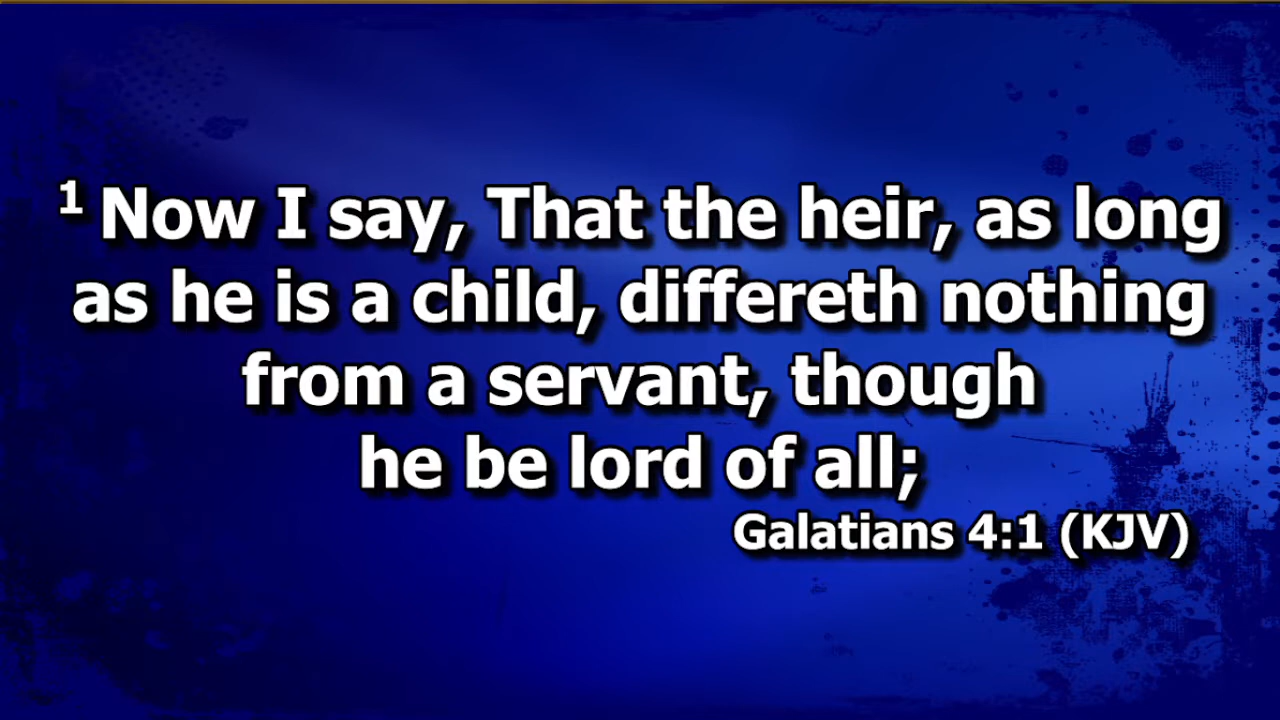 1 Now I say, That the heir, as long
as he is a child, differeth nothing
from a servant, though
he be lord of all;
Galatians 4:1 (KJV)